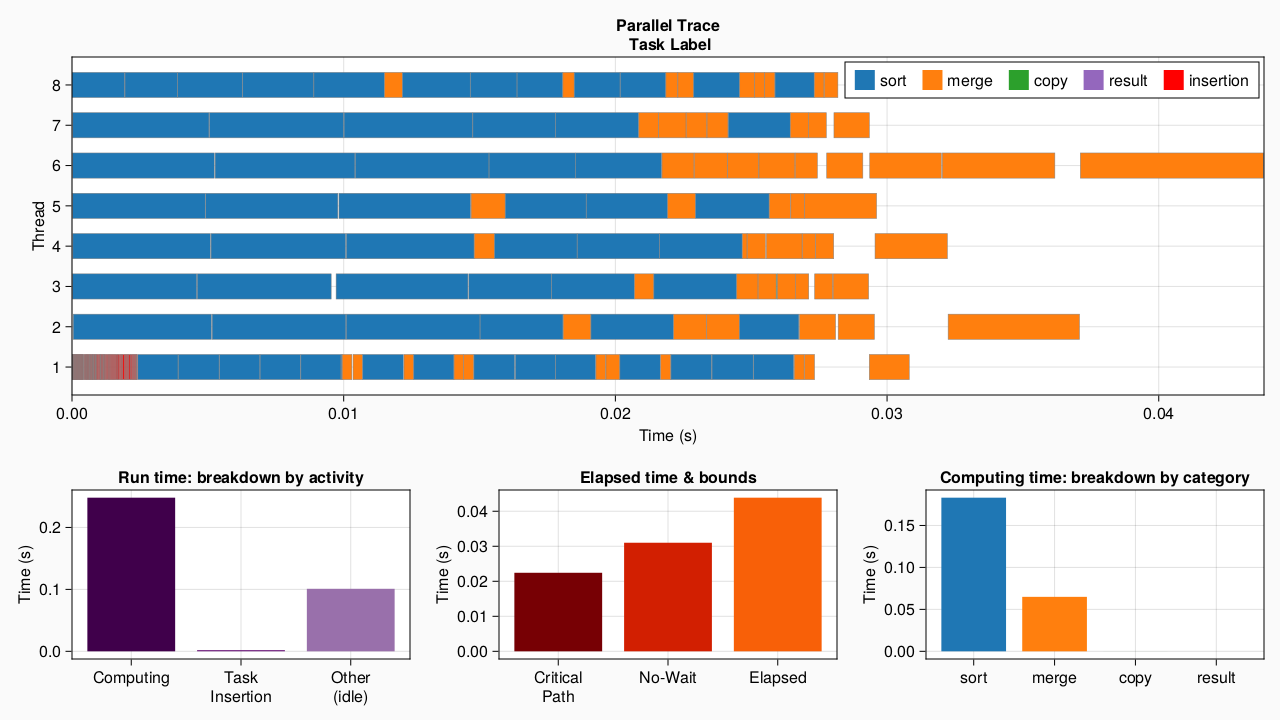 Parallel Trace
Task Label
sort merge copy result insertion
8
7
6
5
4
3
2
1
Thread
0.00 0.01 0.02 0.03 0.04
Time (s)
Run time: breakdown by activity
0.2
0.1
0.0
Time (s)
Computing Task Insertion Other (idle)
Elapsed time & bounds
0.04
0.03
0.02
0.01
0.00
Time (s)
Critical Path No-Wait Elapsed
Computing time: breakdown by category
0.15
0.10
0.05
0.00
Time (s)
sort merge copy result